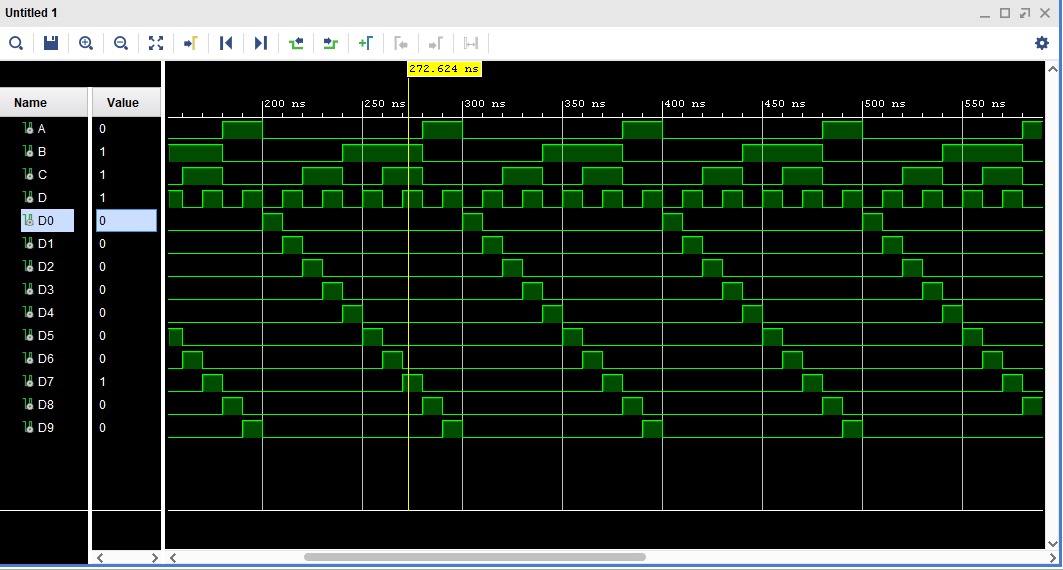 Untitled 1
272.624 ns
Name Value
200 ns 250 ns 300 ns 350 ns 400 ns 450 ns 500 ns 550 ns
A 0
B 1
C 1
D 1
D0 0
D1 0
D2 0
D3 0
D4 0
D5 0
D6 0
D7 1
D8 0
D9 0